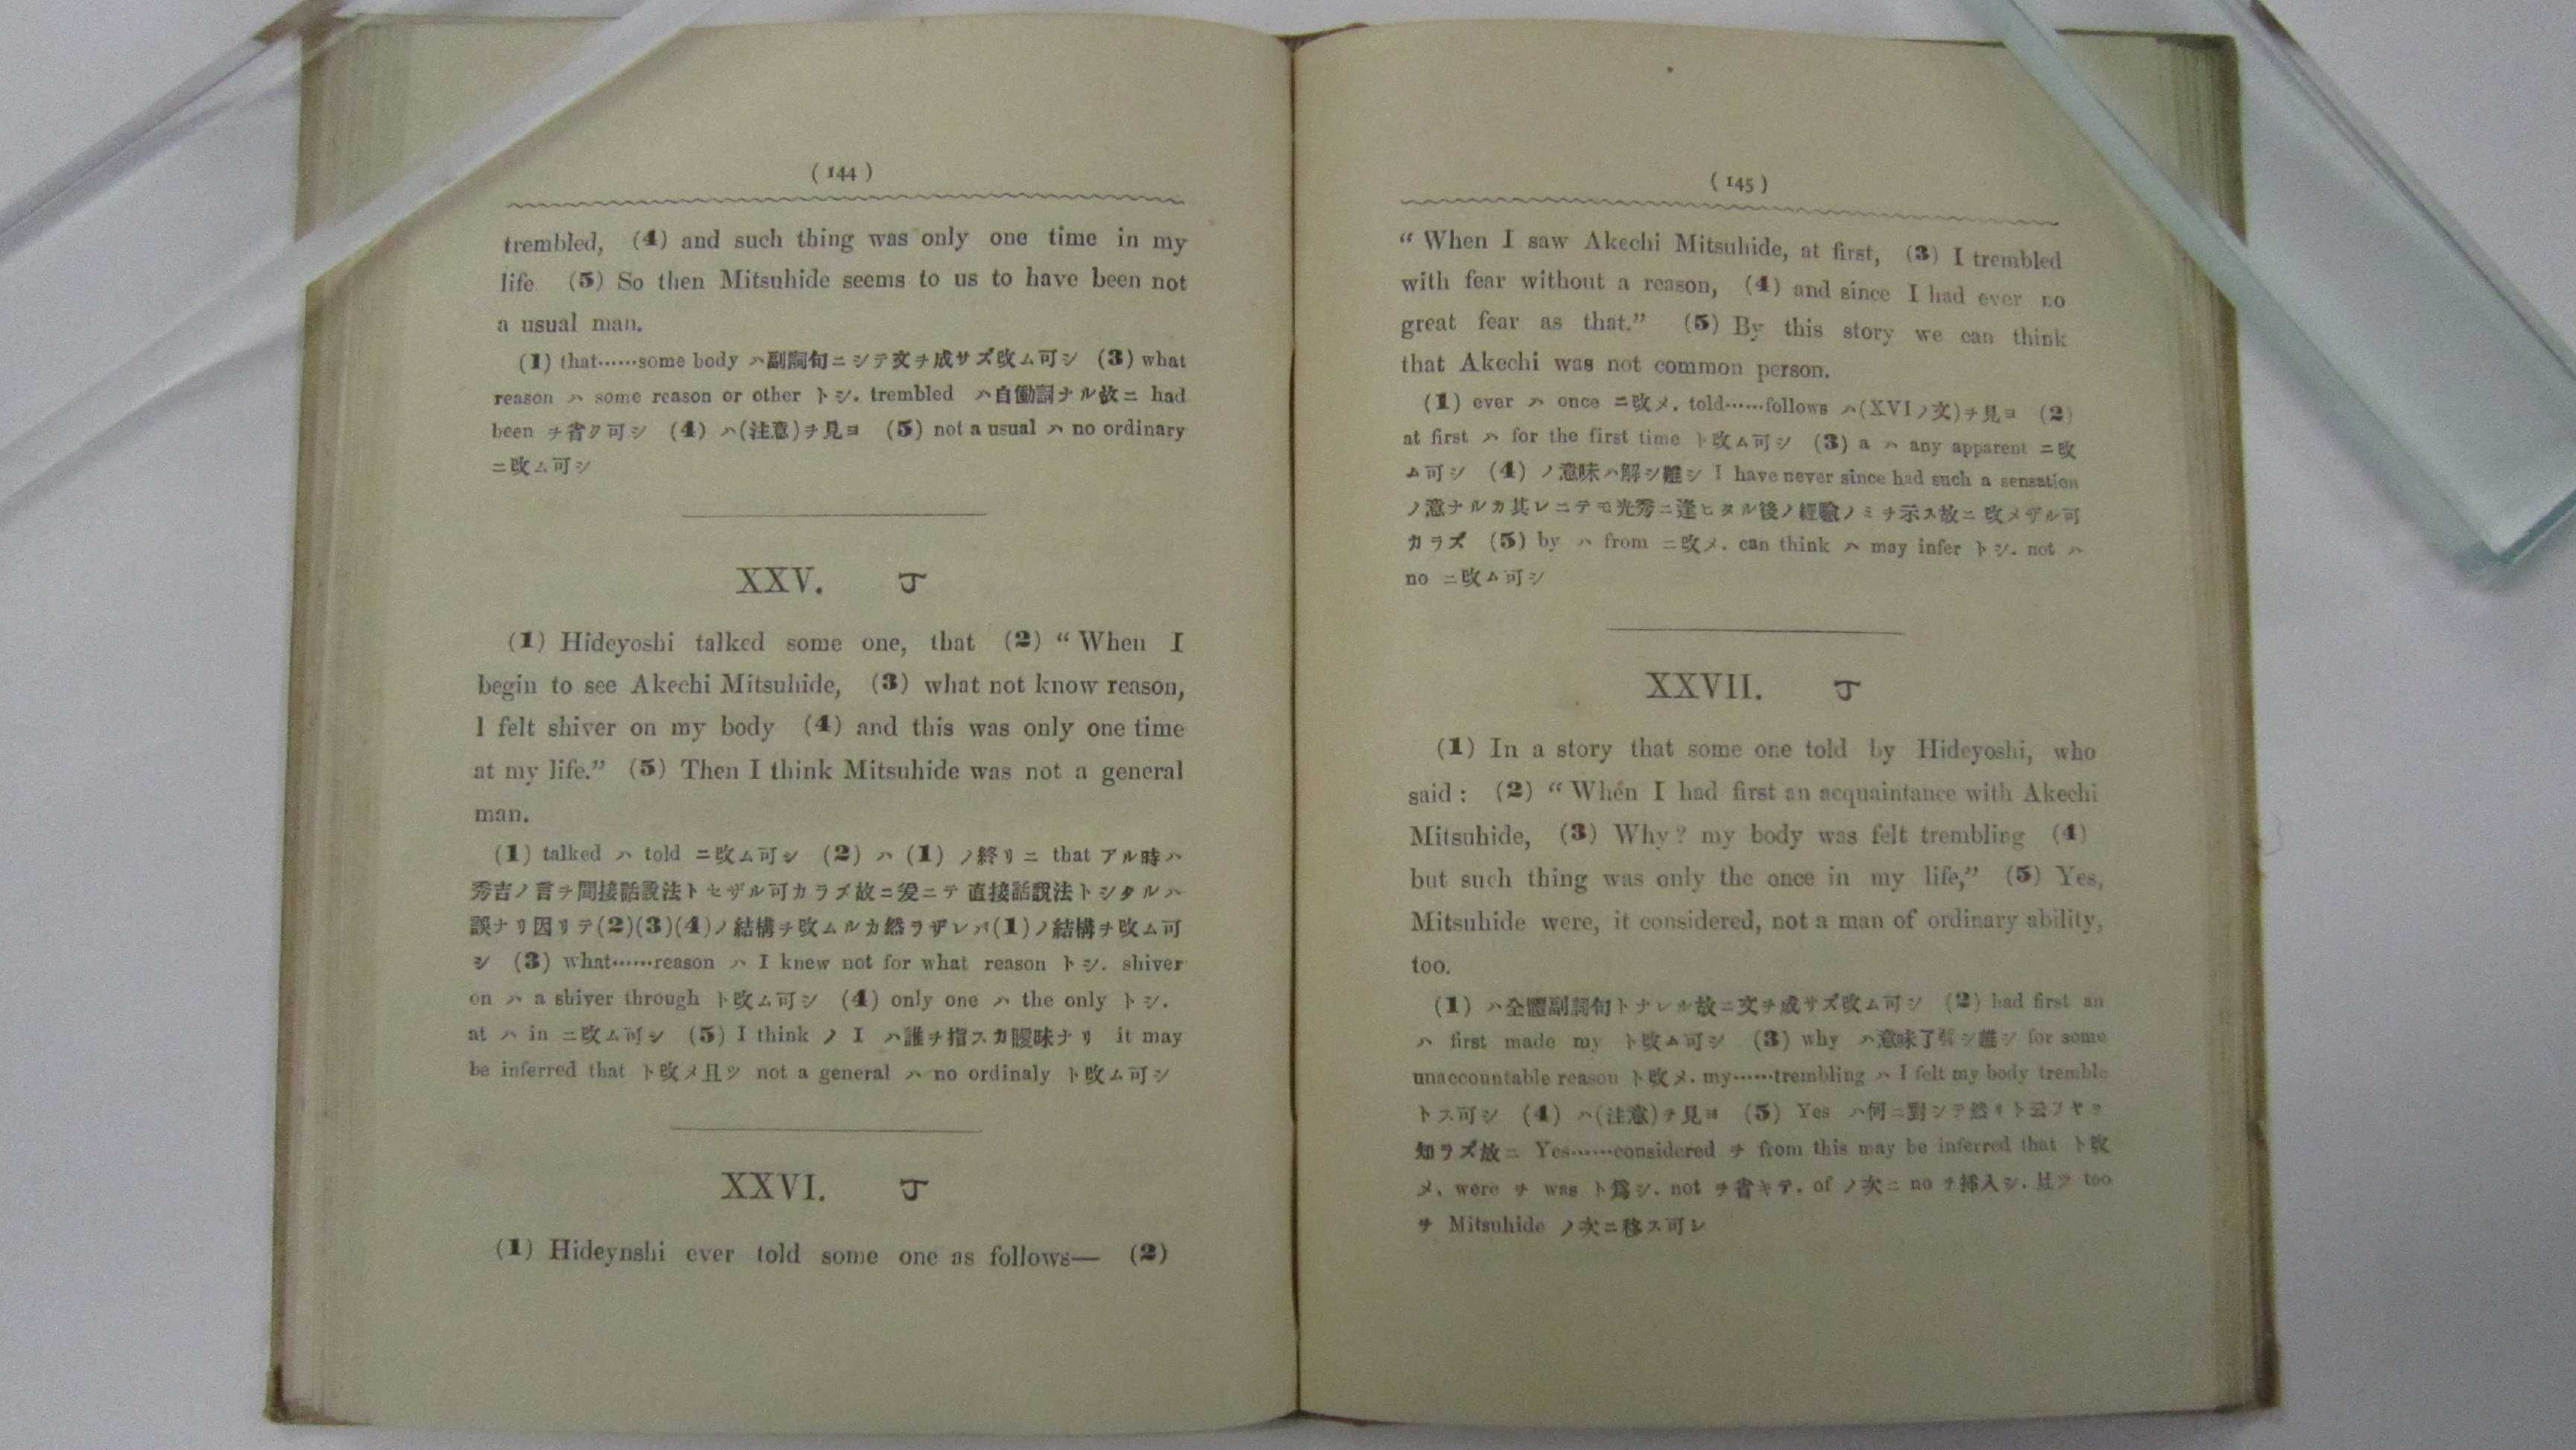 ( 144 )
trembled, (4) and such thing was only one time in my
life (5) So then Mitsuhide seems to us to have been not
a usual man.
(1) that……some body ハ副詞句ニシテ文チ成サズ改ム可シ (3) what
reason ハ some reason or other トシ. trembled ハ自働詞ナル故ニ had
been チ省ク可シ (4) ハ(注意)チ見ヨ (5) not a usual ハ no ordinary
ニ改ム可シ
XXV. 丁
(1) Hideyoshi talked some one, that (2) “ When I
begin to see Akechi Mitsuhide, (3) what not know reason,
I felt shiver on my body (4) and this was only one time
at my life.” (5) Then I think Mitsuhide was not a general
man.
(1) talked ハ told ニ改ム可シ (2) ハ (1) ノ終リニ that アル時ハ
秀吉ノ言チ間接話説法トセザル可カラズ故ニ爰ニテ直接話説法トシタルハ
誤ナリ因リテ(2)(3)(4)ノ結構チ改ムルカ然ラザレバ(1)ノ結構チ改ム可
シ (3) what……reason ハ I knew not for what reason トシ. shiver
on ハ a shiver through ト改ム可シ (4) only one ハ the only トシ.
at ハ in ニ改ム可シ (5) I think ノ I ハ誰チ指スカ曖昧ナリ it may
be inferred that ト改メ且ツ not a general ハ no ordinaly ト改ム可シ
XXVI. 丁
(1) Hideynshi ever told some one as follows— (2)
( 145 )
“ When I saw Akechi Mitsuhide, at first, (3) I trembled
with fear without a reason, (4) and since I had ever no
great fear as that.” (5) By this story we can think
that Akechi was not common person.
(1) ever ハ once ニ改メ. told……follows ハ(XVIノ文)チ見ヨ (2)
at first ハ for the first time ト改ム可シ (3) a ハ any apparent ニ改
ム可シ (4) ノ意味ハ解シ難シ I have never since had such a sensation
ノ意ナルカ其レニテモ光秀ニ逢ヒタル後ノ經驗ノミチ示ス故ニ改メザル可
カラズ (5) by ハ from ニ改メ. can think ハ may infer トシ. not ハ
no ニ改ム可シ
XXVII. 丁
(1) In a story that some one told by Hideyoshi, who
said : (2) “ When I had first an acquaintance with Akechi
Mitsuhide, (3) Why? my body was felt trembling (4)
but such thing was only the once in my life,” (5) Yes,
Mitsuhide were, it considered, not a man of ordinary ability,
too.
(1) ハ全體副詞句トナレル故ニ文チ成サズ改ム可シ (2) had first an
ハ first made my ト改ム可シ (3) why ハ意味了解シ難シ for some
unaccountable reason ト改メ. my……trembling ハ I felt my body tremble
トス可シ (4) ハ(注意)チ見ヨ (5) Yes ハ何ニ對シテ然リト云フヤヲ
知ラズ故ニ Yes……considered チ from this may be inferred that ト改
メ. were チ was ト爲シ. not チ省キテ. of ノ次ニ no チ挿入シ. 且ツ too
チ Mitsuhide ノ次ニ移ス可シ